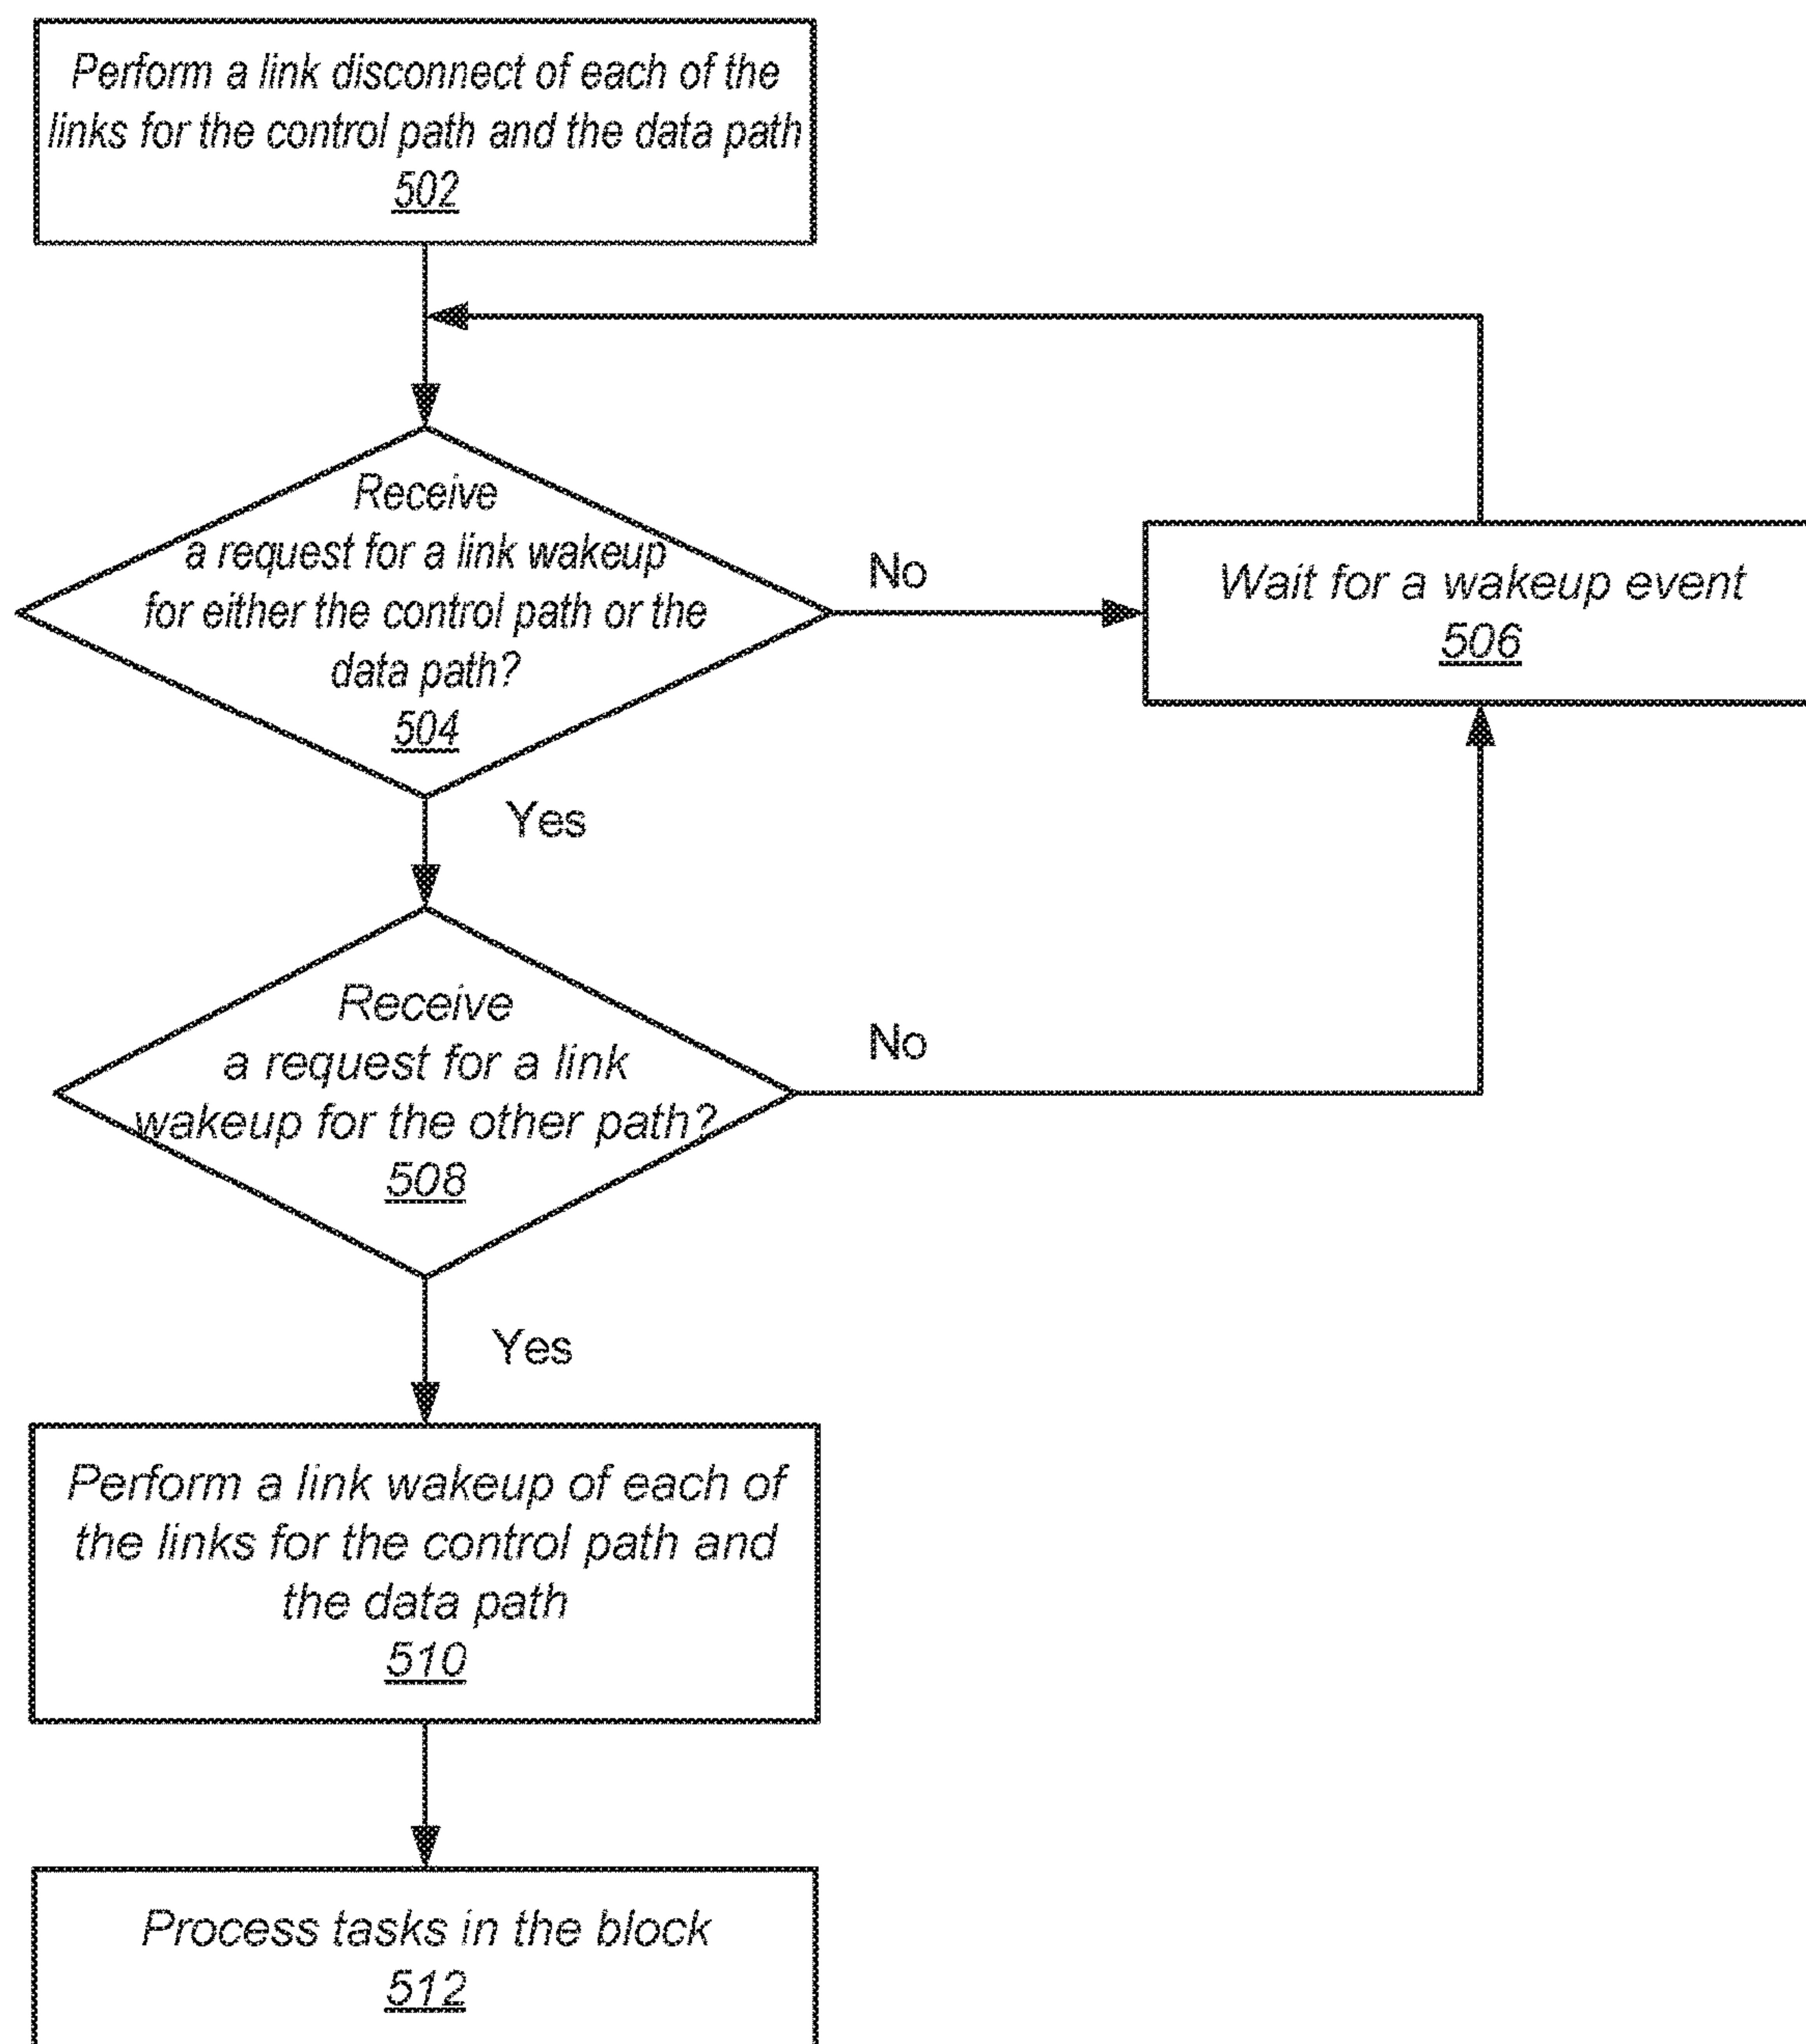 Perform a link disconnect of each of the
links for the control path and the data path
502
Receive
a request for a link wakeup
for either the control path or the
data path?
504
No
Wait for a wakeup event
506
Yes
Receive
a request for a link
wakeup for the other path?
508
No
Yes
Perform a link wakeup of each of
the links for the control path and
the data path
510
Process tasks in the block
512